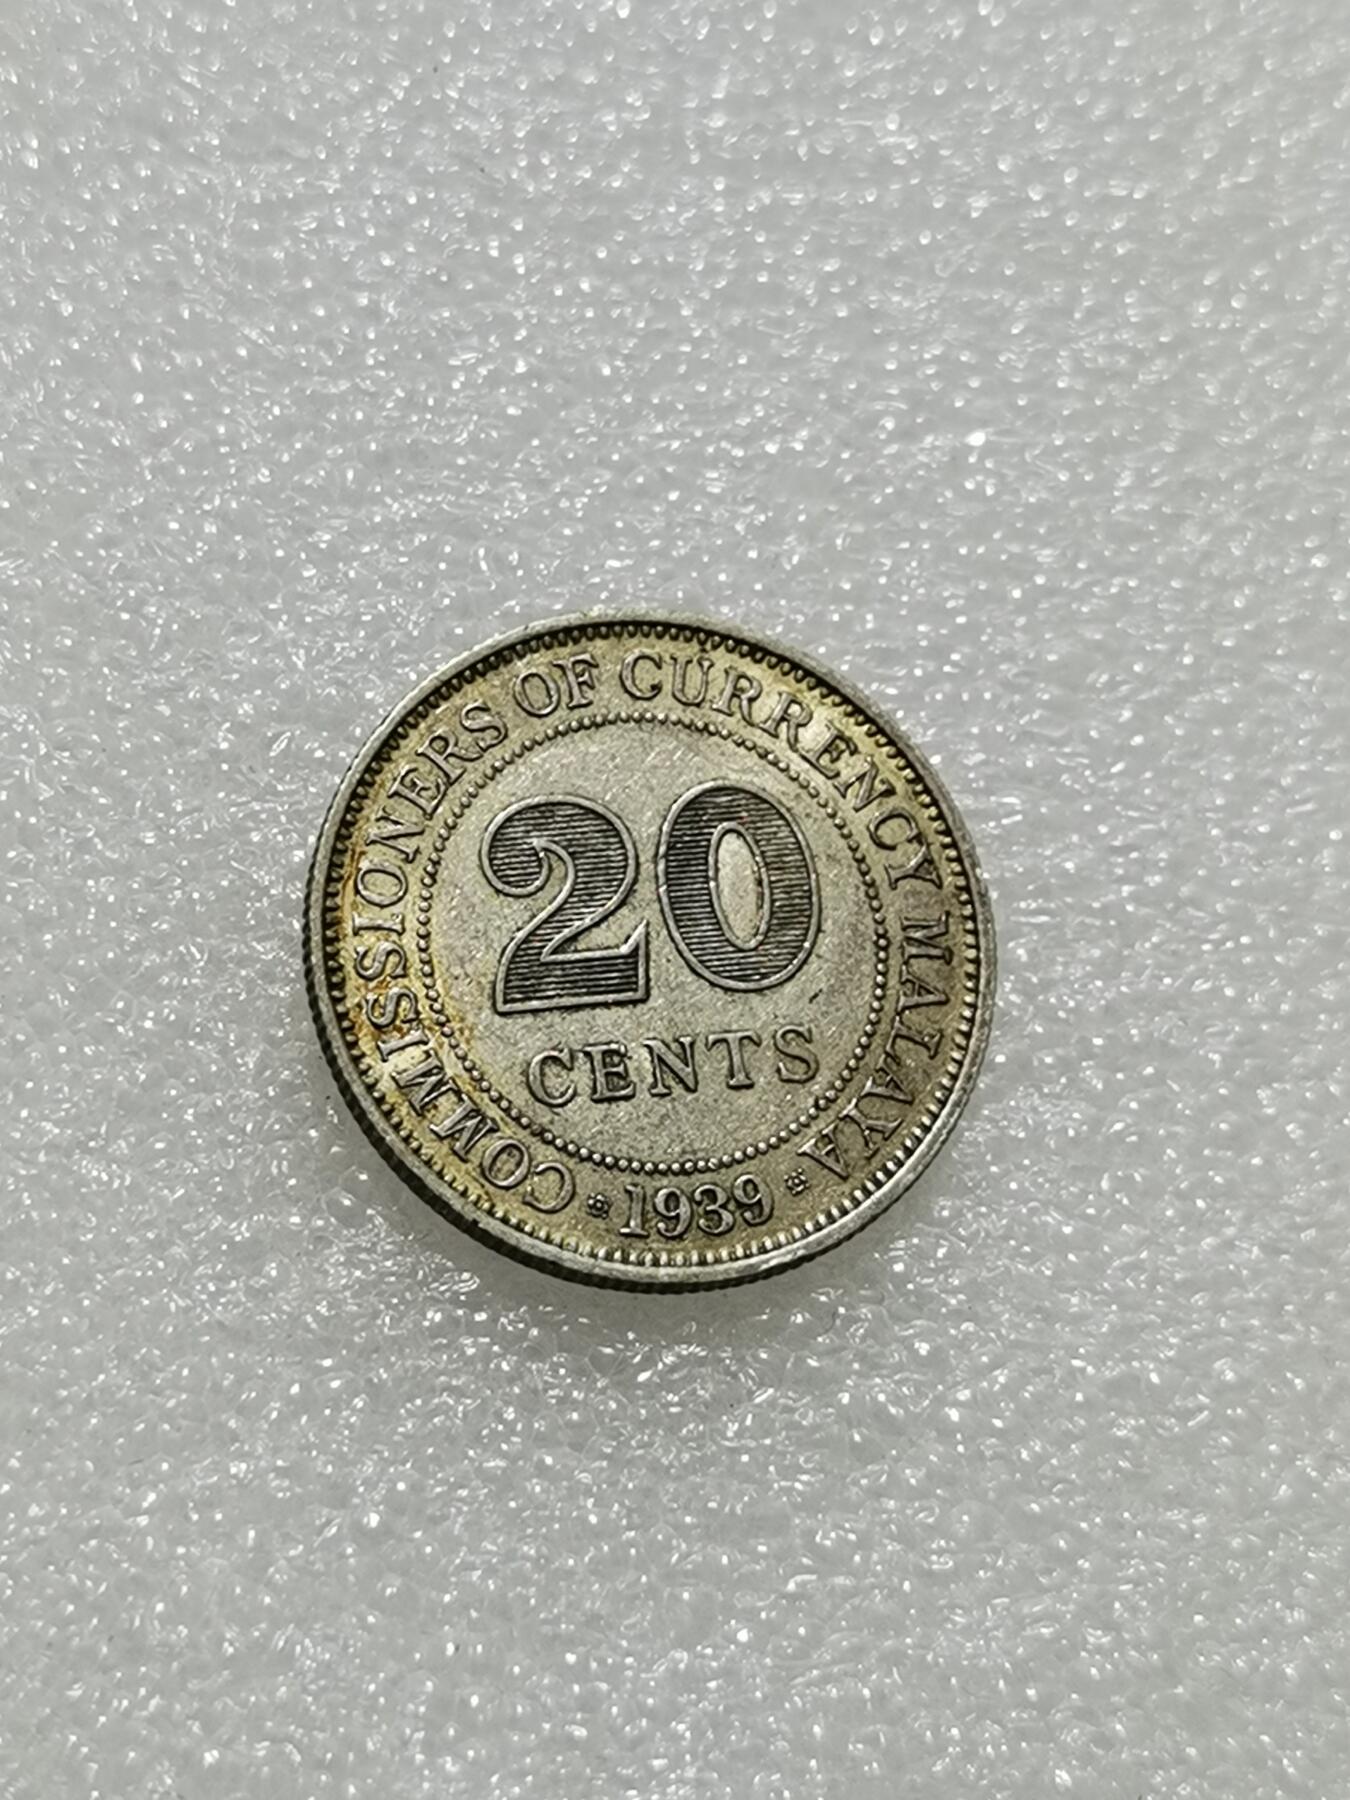 COMMISSIONERS OF CURRENCY MALAYA
20
CENTS
1939